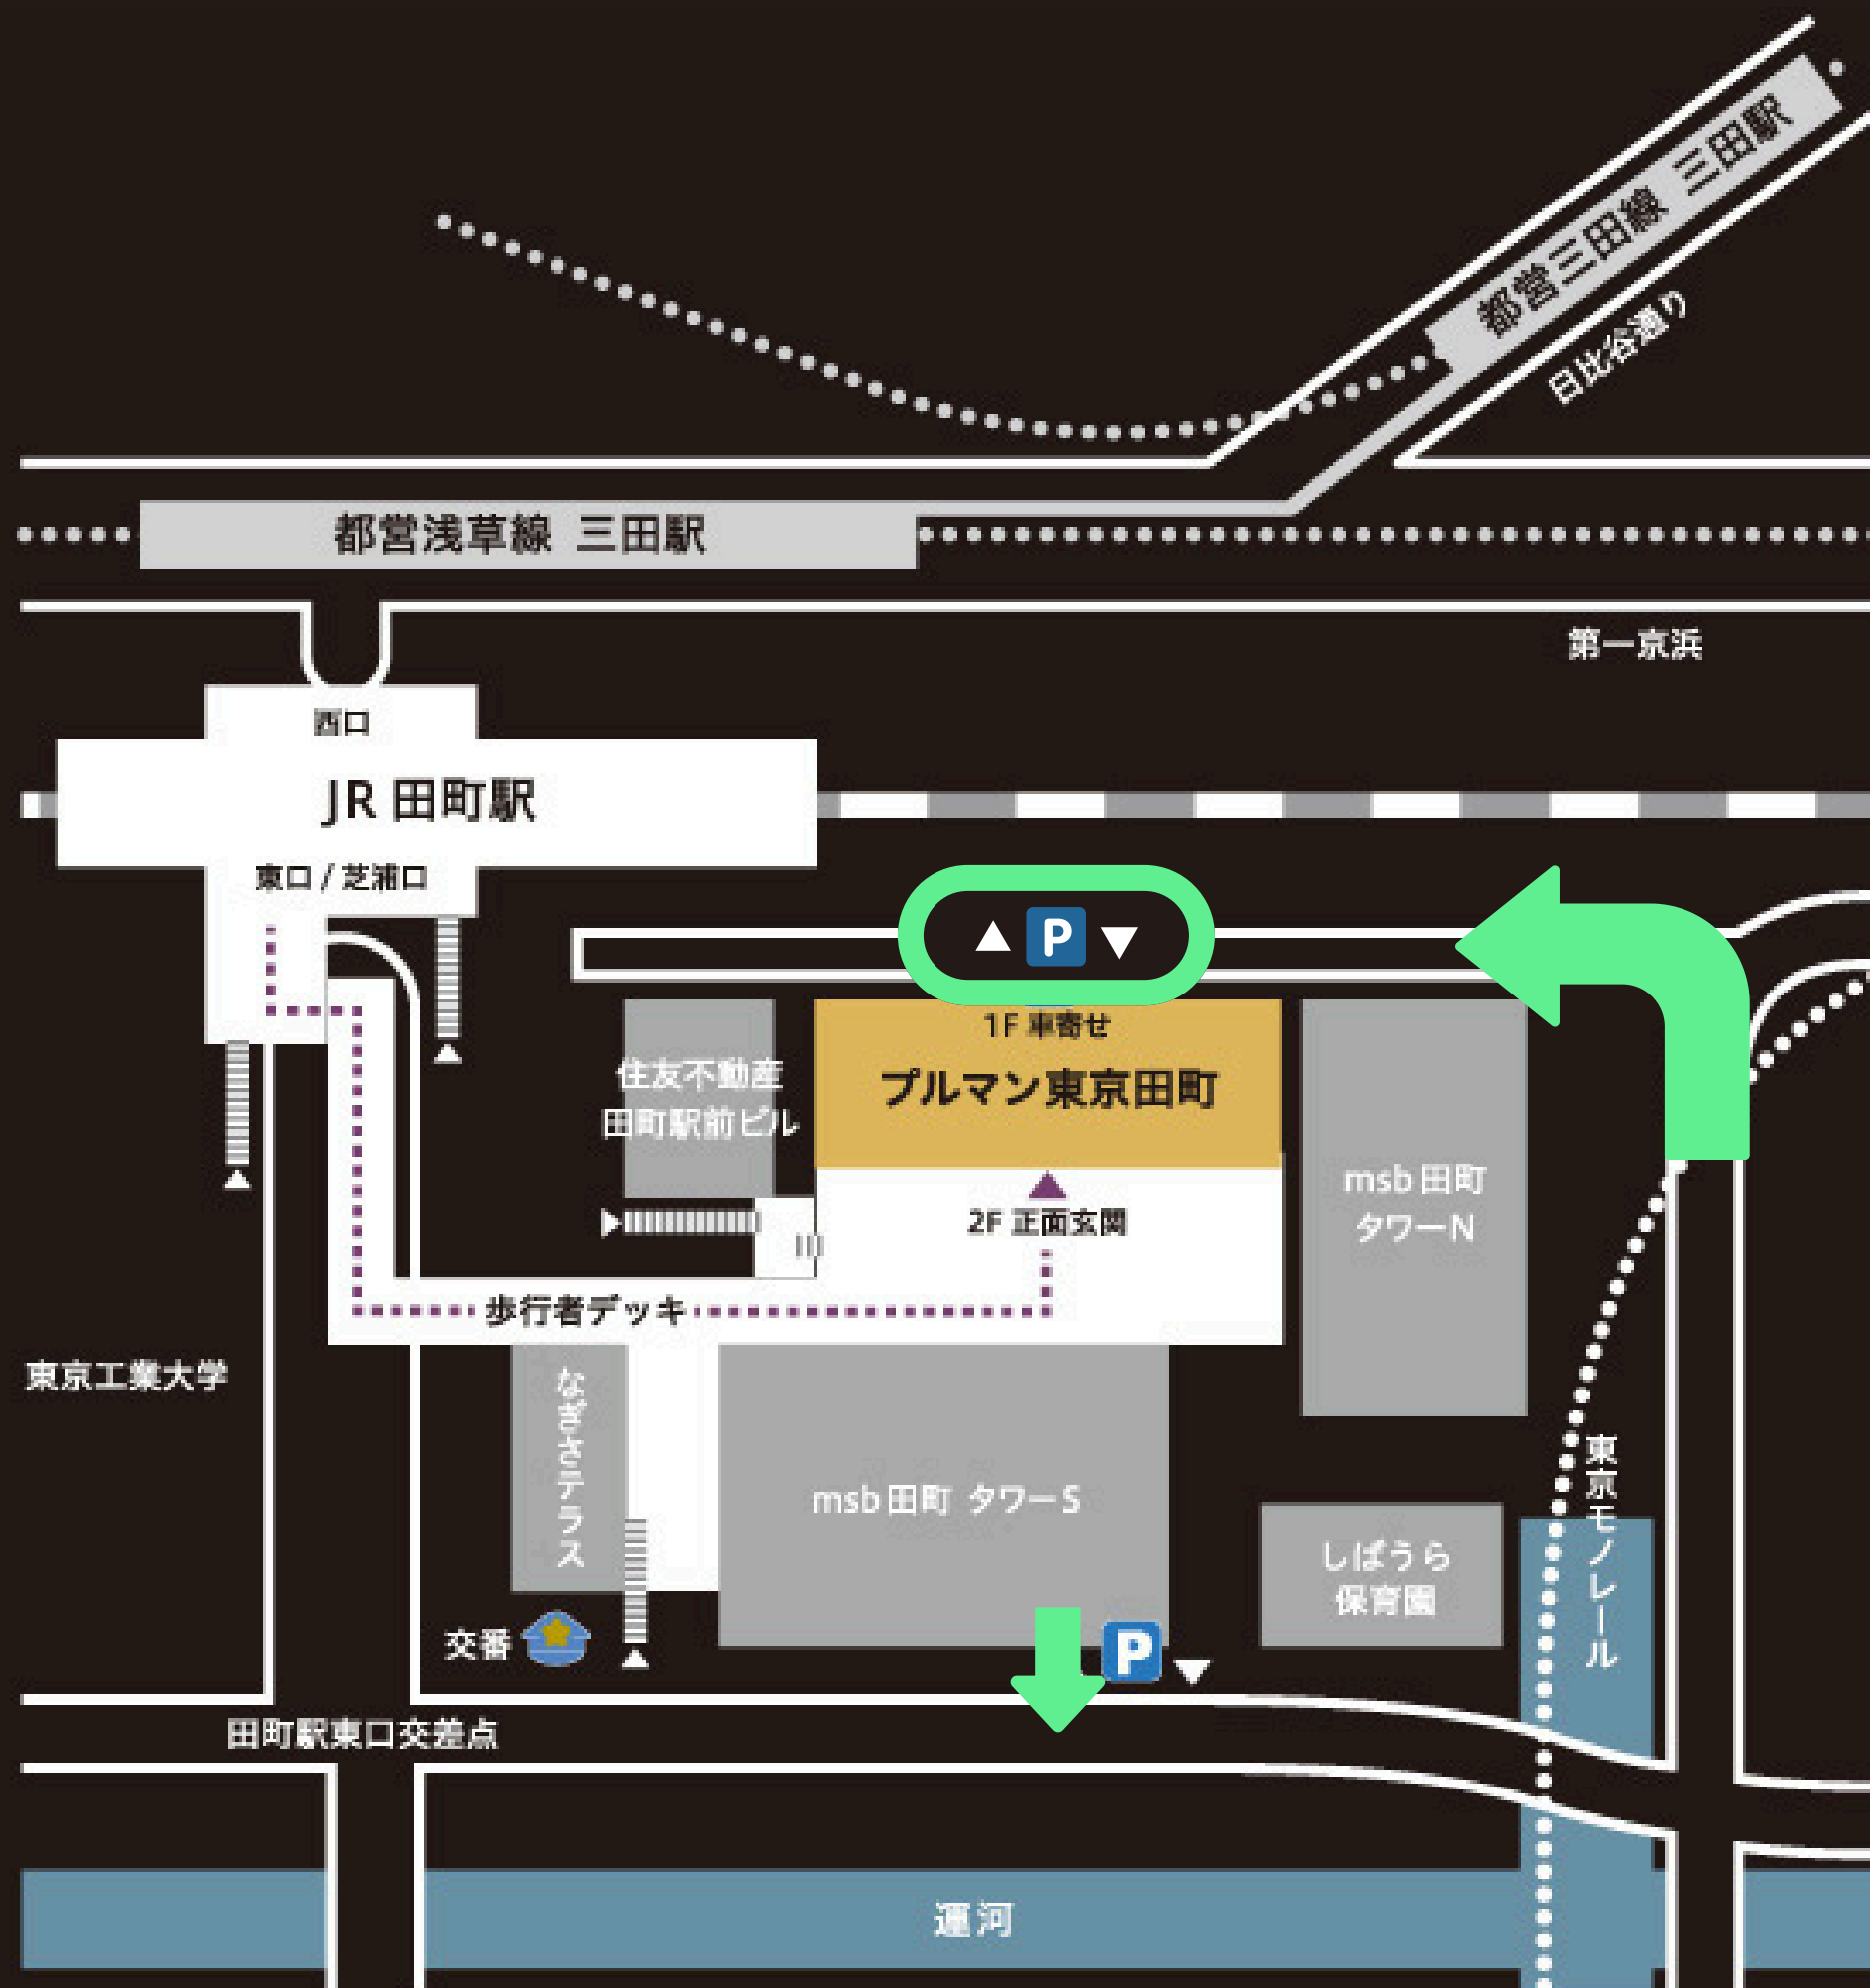 都営三田線 三田駅
日比谷通り
都営浅草線 三田駅
第一京浜
西口
JR 田町駅
東口 / 芝浦口
P
1F 車寄せ
プルマン東京田町
住友不動産
田町駅前ビル
msb 田町
タワーN
2F 正面玄関
歩行者デッキ
東京工業大学
なぎさテラス
msb 田町 タワーS
東京モノレール
しばうら
保育園
交番
P
田町駅東口交差点
運河